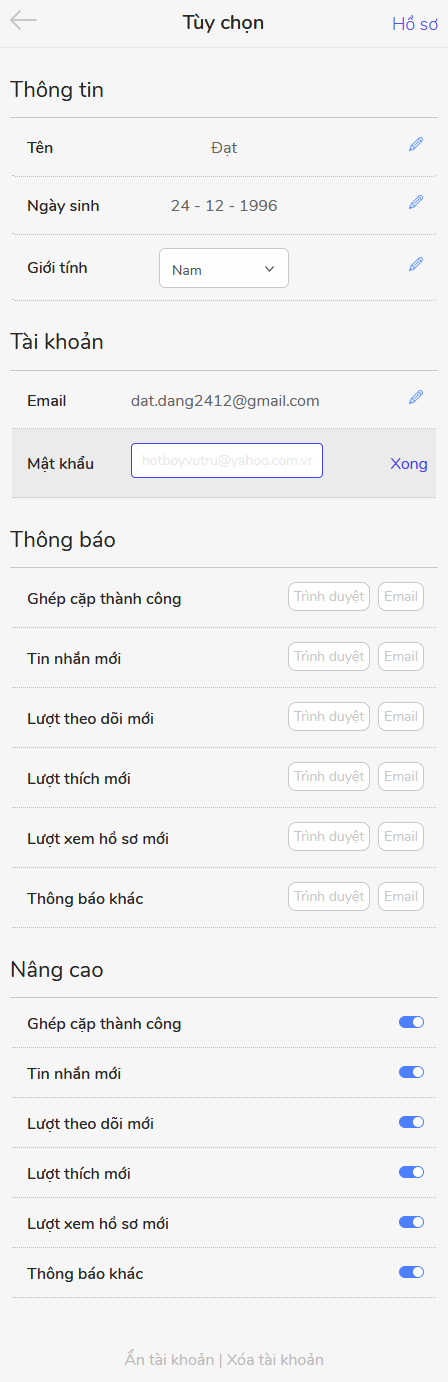 Tùy chọn
Hồ sơ
Thông tin
Tên Đạt
Ngày sinh 24 - 12 - 1996
Giới tính Nam
Tài khoản
Email dat.dang2412@gmail.com
Mật khẩu hotboyvutru@yahoo.com.vn Xong
Thông báo
Ghép cặp thành công Trình duyệt Email
Tin nhắn mới Trình duyệt Email
Lượt theo dõi mới Trình duyệt Email
Lượt thích mới Trình duyệt Email
Lượt xem hồ sơ mới Trình duyệt Email
Thông báo khác Trình duyệt Email
Nâng cao
Ghép cặp thành công
Tin nhắn mới
Lượt theo dõi mới
Lượt thích mới
Lượt xem hồ sơ mới
Thông báo khác
Ẩn tài khoản | Xóa tài khoản